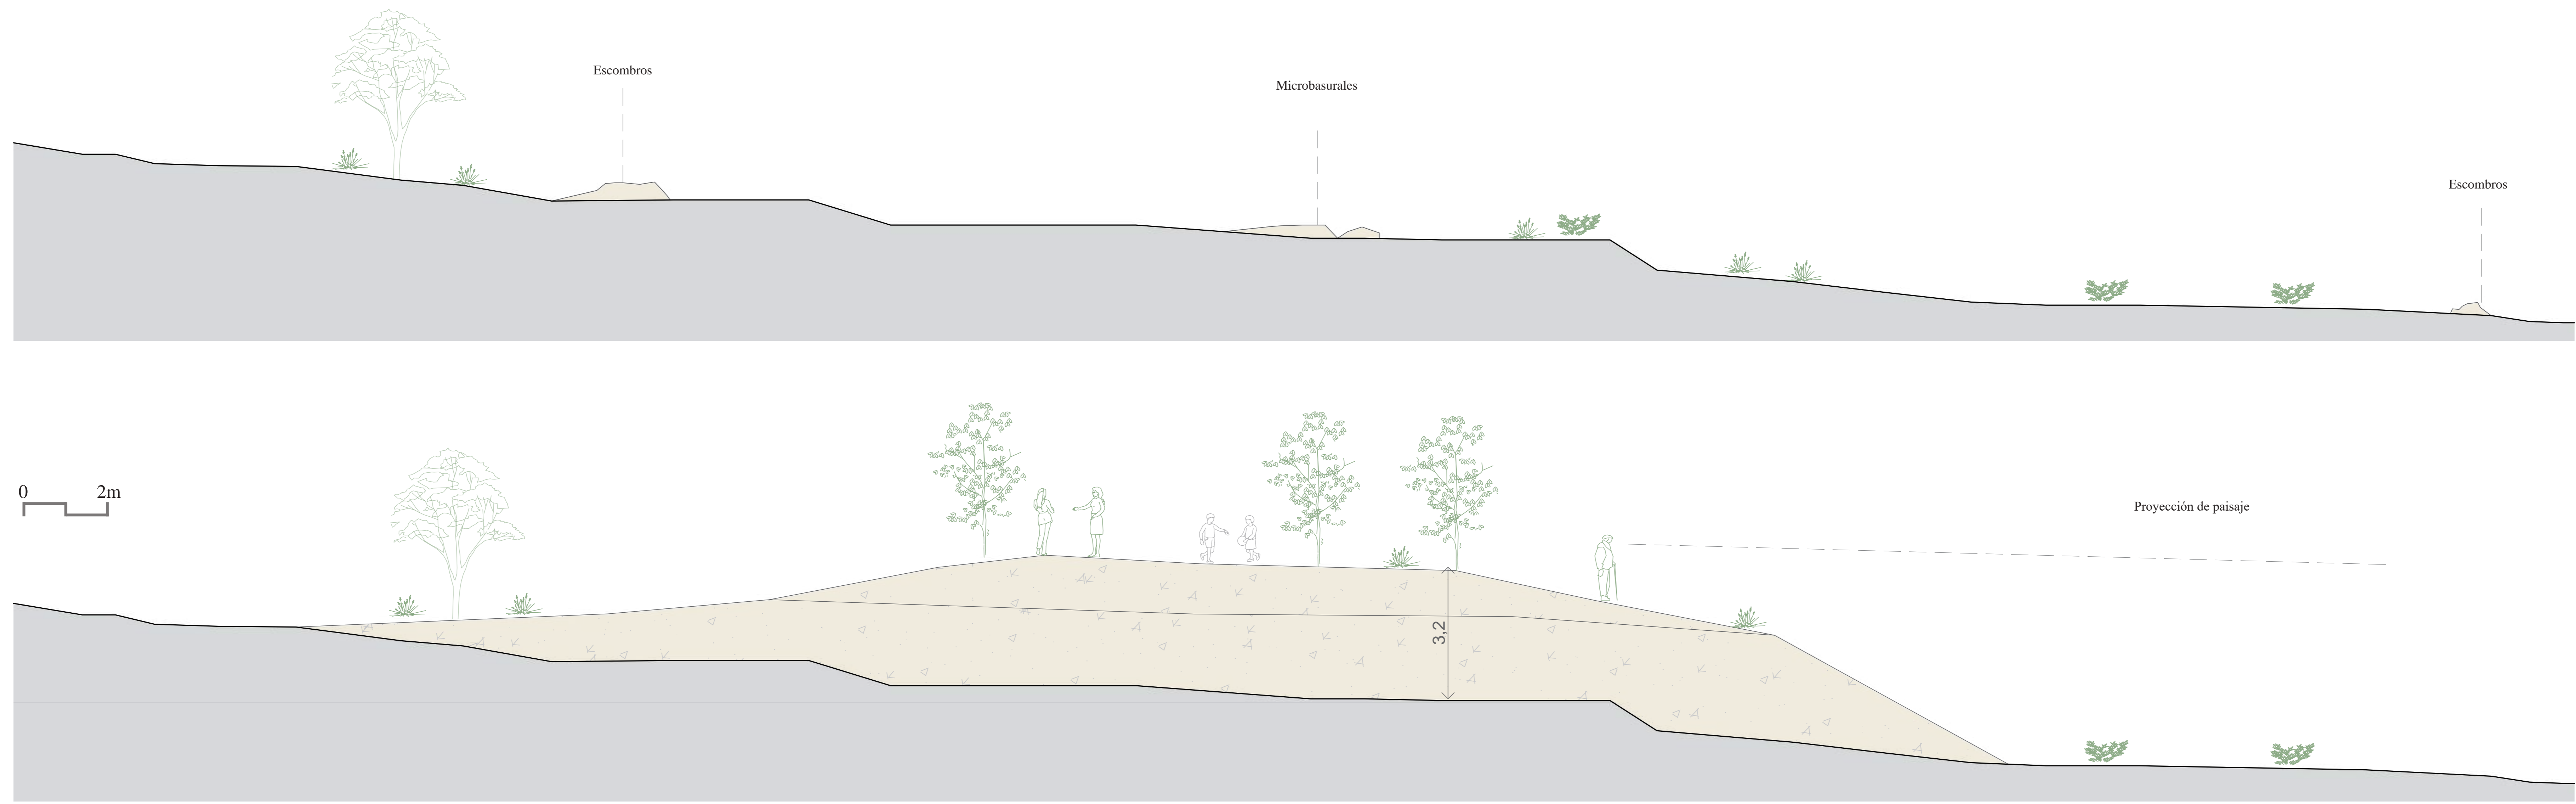 Escombros
Microbasurales
Escombros
0 2m
Proyección de paisaje
3,2